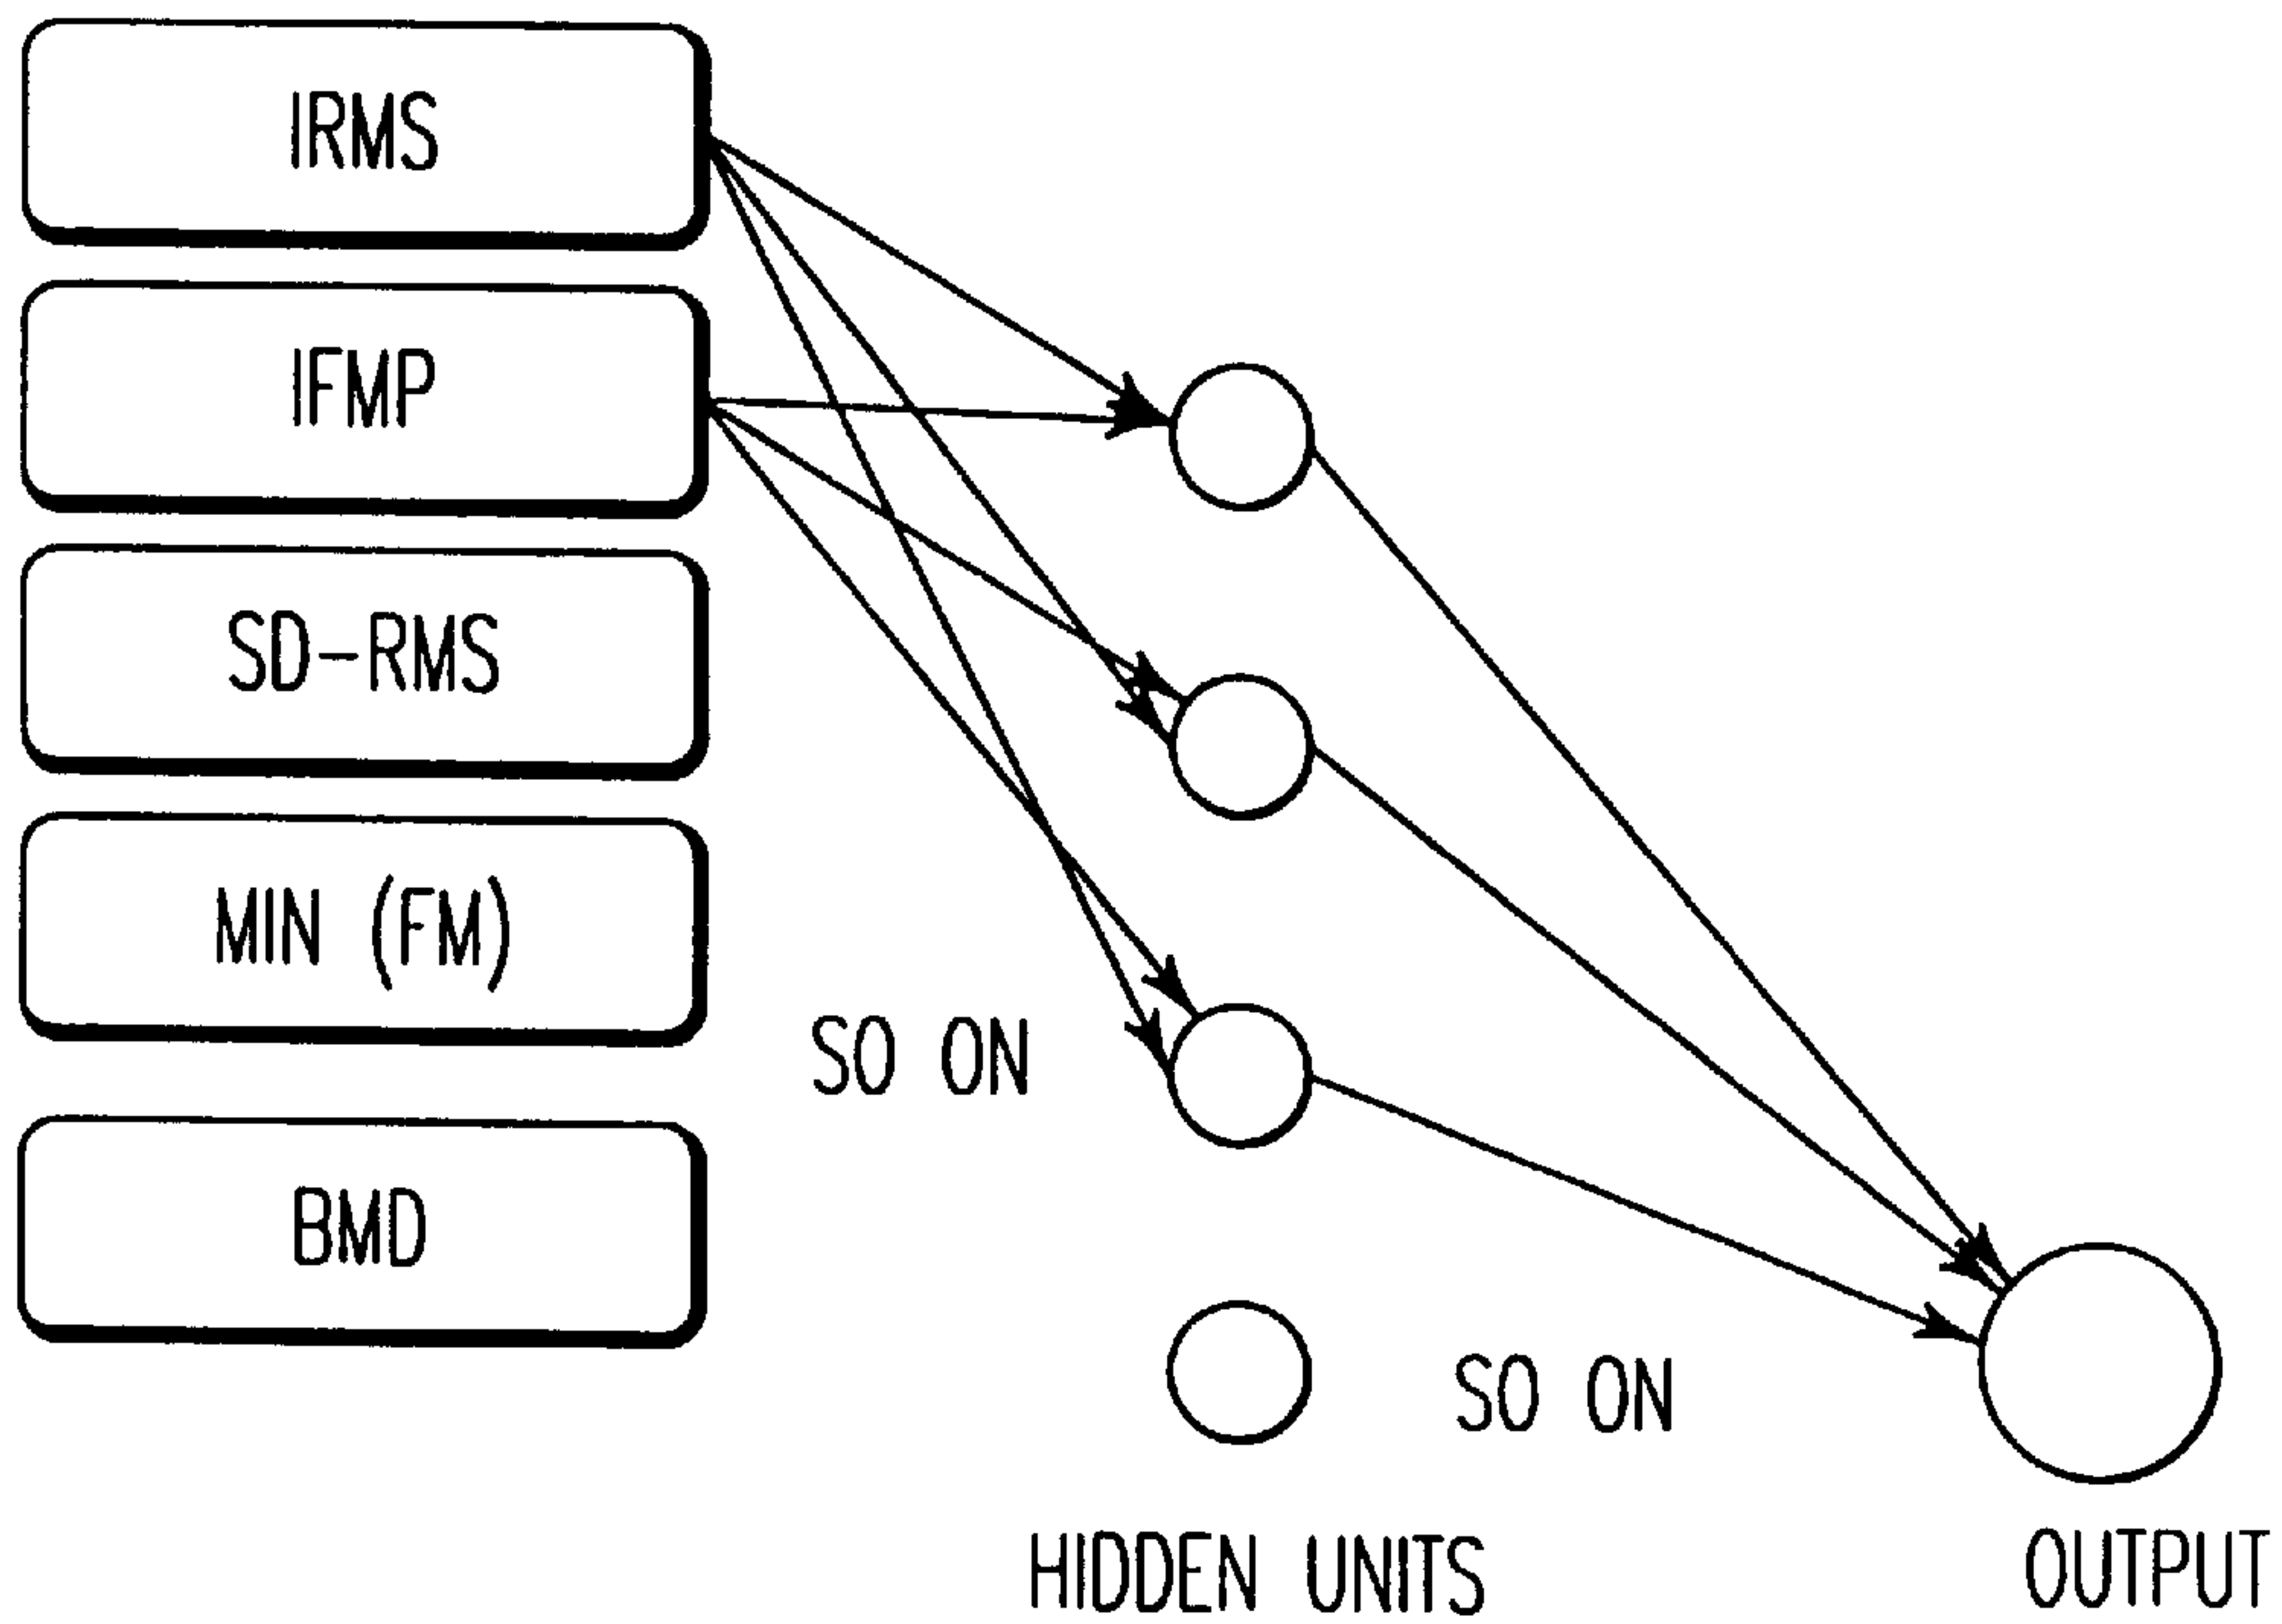 IRMS
IFMP
SD-RMS
MIN (FM)
SO ON
BMD
SO ON
HIDDEN UNITS
OUTPUT